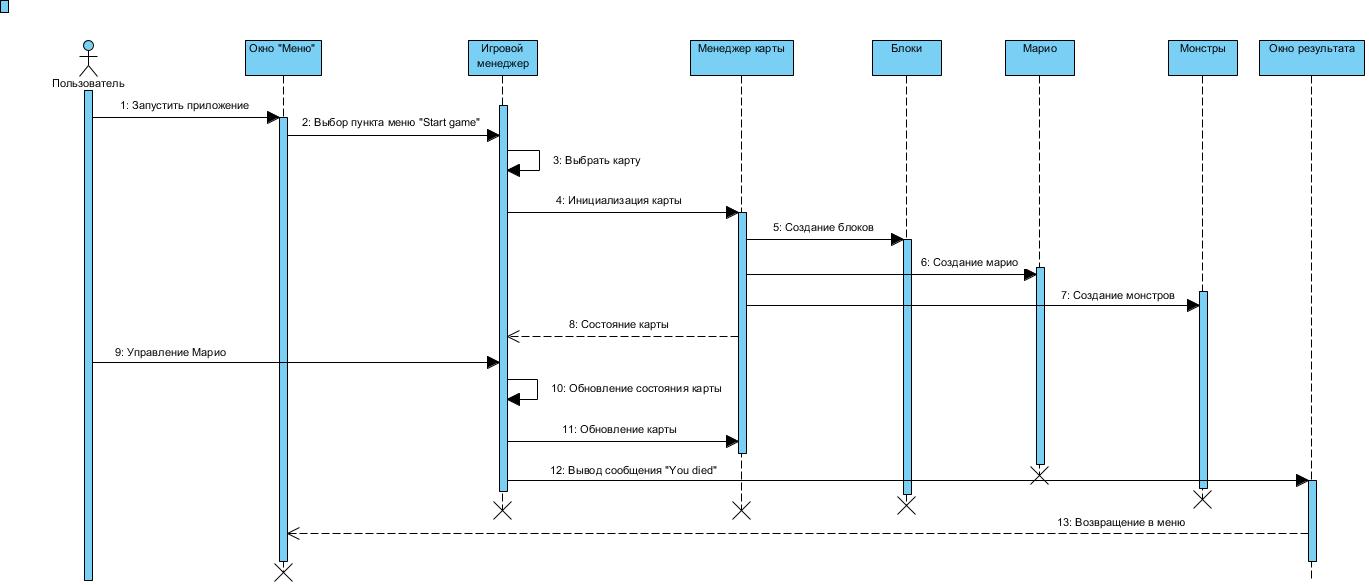 Окно "Меню"
Игровой
менеджер
Менеджер карты
Блоки
Марио
Монстры
Окно результата
Пользователь
1: Запустить приложение
2: Выбор пункта меню "Start game"
3: Выбрать карту
4: Инициализация карты
5: Создание блоков
6: Создание марио
7: Создание монстров
8: Состояние карты
9: Управление Марио
10: Обновление состояния карты
11: Обновление карты
12: Вывод сообщения "You died"
13: Возвращение в меню